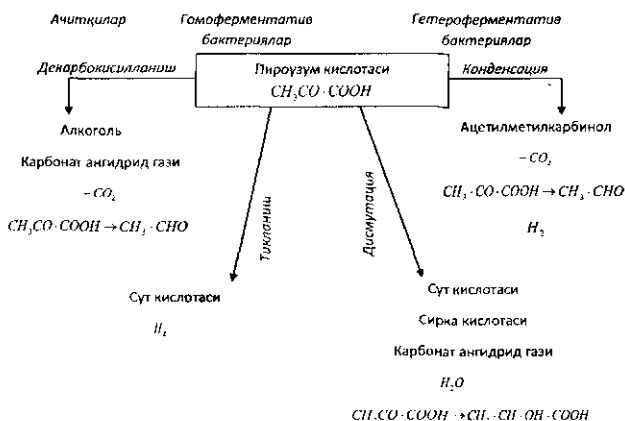 Ачитқилар
Гомоферментатив
бактериялар
Гетероферментатив
бактериялар
Декарбокисилланиш
Пироузум кислотаси
CH₃CO·COOH
Конденсация
Алкоголь
Карбонат ангидрид гази
−CO₂
CH₃CO·COOH→CH₃·CHO
Тикланиш
Дисмутация
Ацетилметилкарбинол
−CO₂
CH₃·CO·COOH→CH₃·CHO
H₂
Сут кислотаси
H₂
Сут кислотаси
Сирка кислотаси
Карбонат ангидрид гази
H₂O
CH₃CO·COOH→CH₃·CH·OH·COOH